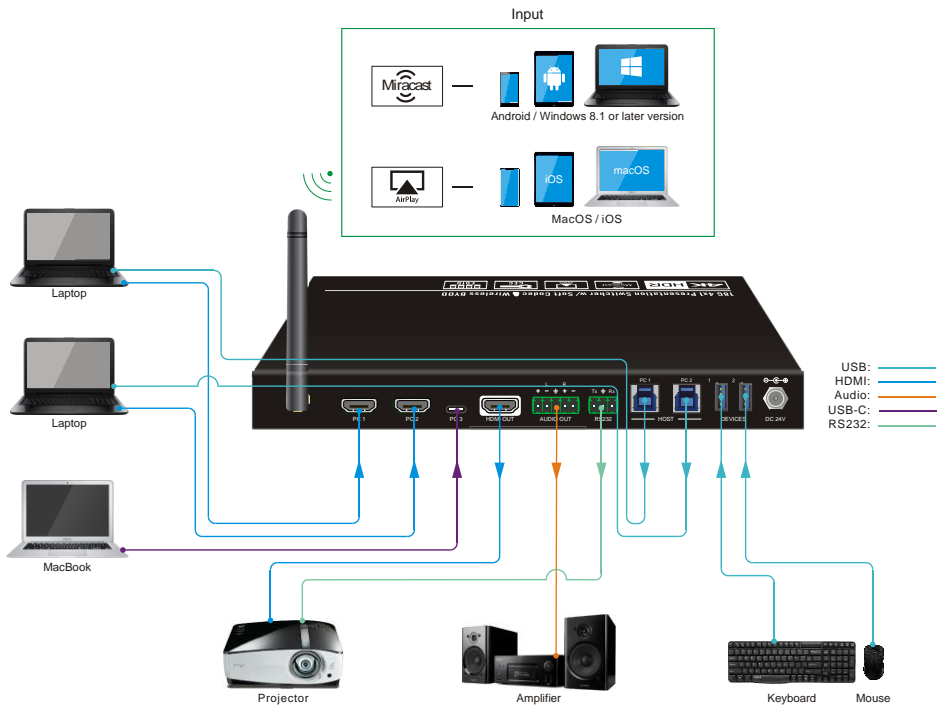 Input
Miracast
Android / Windows 8.1 or later version
AirPlay
iOS
macOS
MacOS / iOS
Laptop
Laptop
MacBook
4K HDR
18G 4x1 Presentation Switcher w/ Soft Codec & Wireless BYOD
PC 1
PC 2
PC 3
HDMI OUT
L R
+ − + + −
AUDIO OUT
Tx Rx
RS232
PC 1
PC 2
HOST
1 2
DEVICES
DC 24V
USB:
HDMI:
Audio:
USB-C:
RS232:
Projector
Amplifier
Keyboard
Mouse